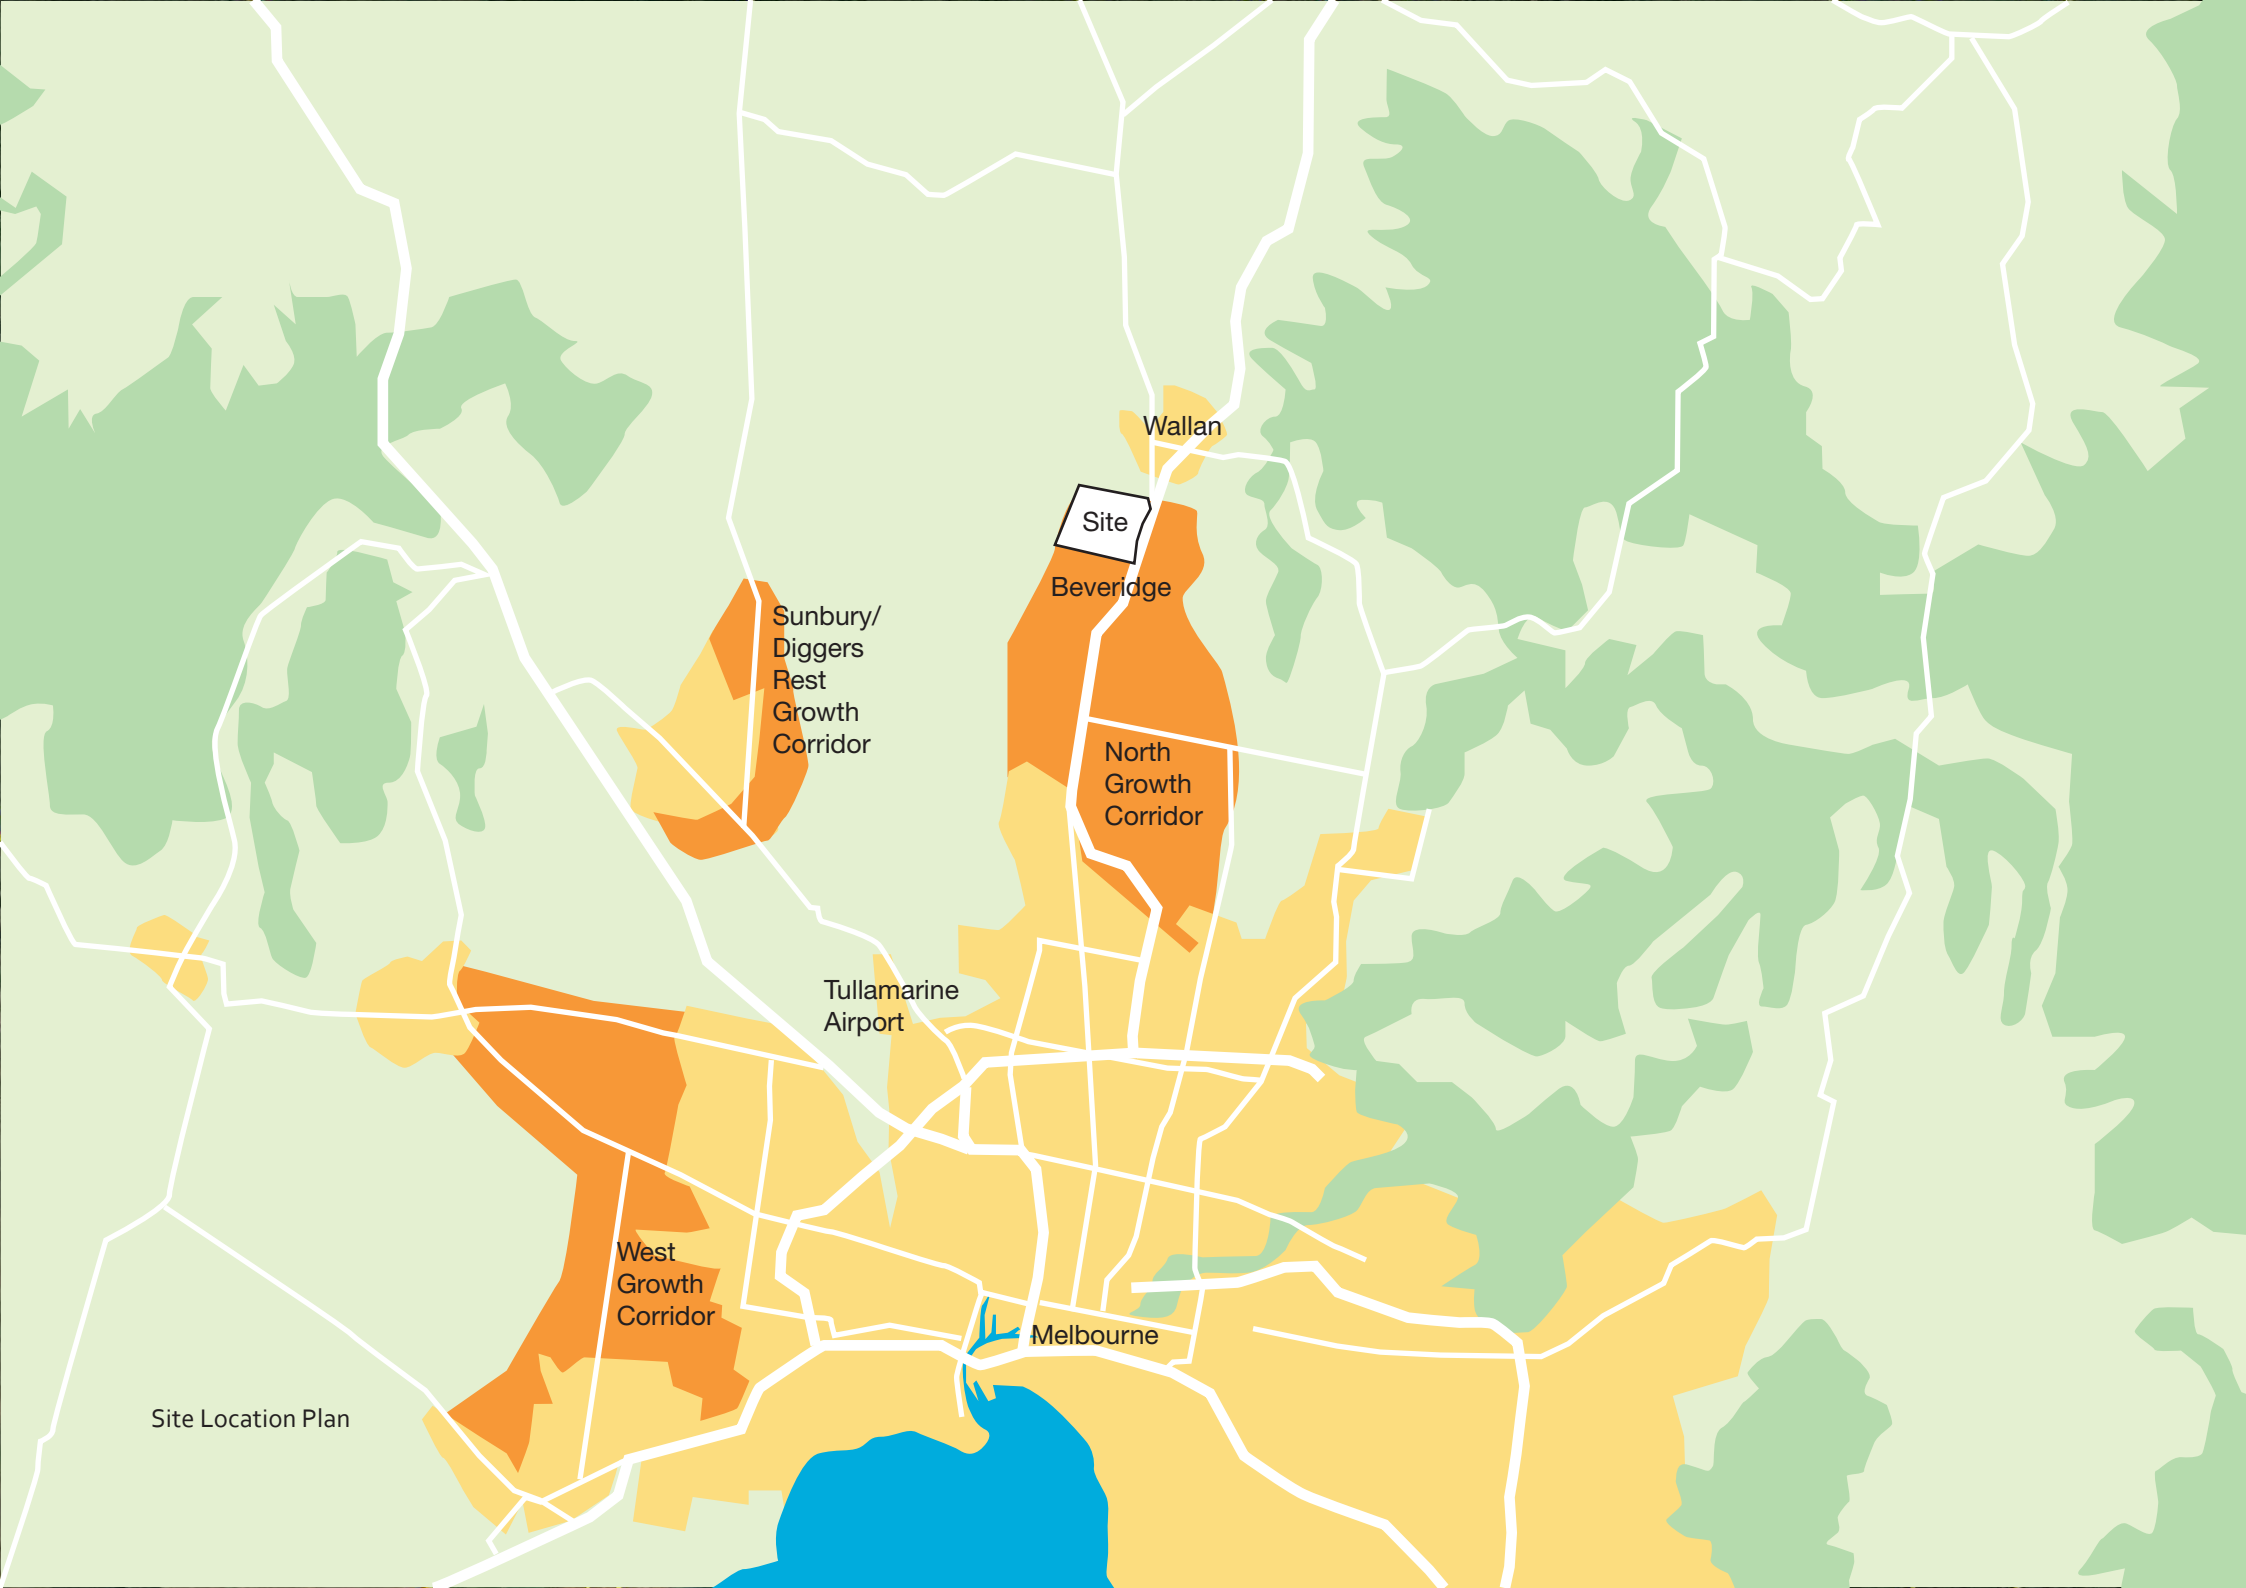 Wallan
Site
Beveridge
Sunbury/
Diggers
Rest
Growth
Corridor
North
Growth
Corridor
Tullamarine
Airport
West
Growth
Corridor
Melbourne
Site Location Plan